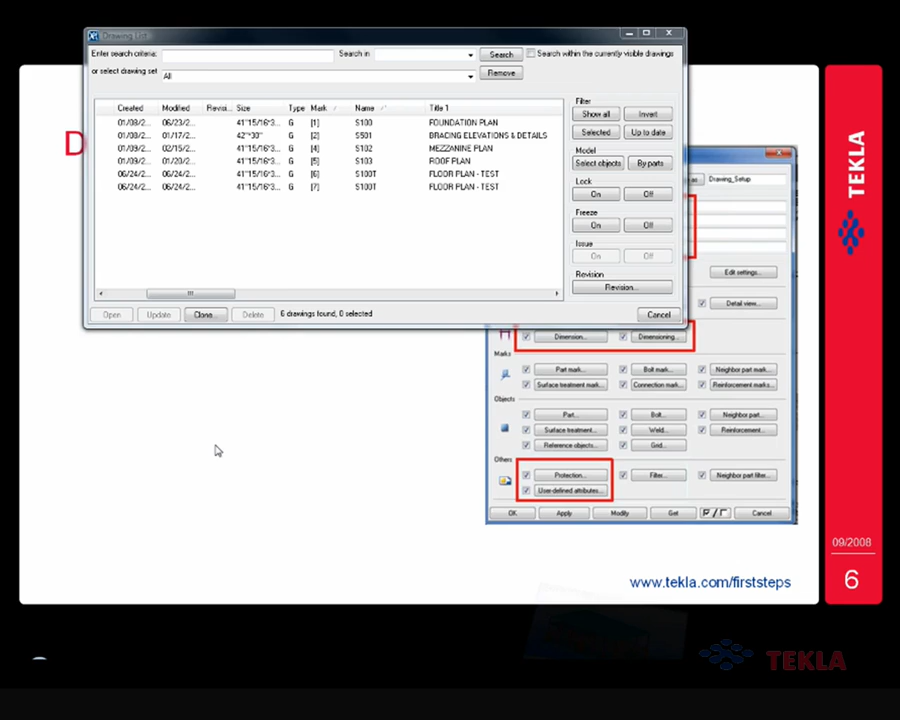 Drawing List
Enter search criteria: Search in Search Search within the currently visible drawings
or select drawing set All Remove
Created Modified Revisi... Size Type Mark Name Title 1
01/08/2... 06/23/2... 41"15/16*3... G [1] S100 FOUNDATION PLAN
01/08/2... 01/17/2... 42"*30" G [2] S501 BRACING ELEVATIONS & DETAILS
01/09/2... 02/15/2... 41"15/16*3... G [4] S102 MEZZANINE PLAN
01/09/2... 01/20/2... 41"15/16*3... G [5] S103 ROOF PLAN
06/24/2... 06/24/2... 41"15/16*3... G [6] S100T FLOOR PLAN - TEST
06/24/2... 06/24/2... 41"15/16*3... G [7] S100T FLOOR PLAN - TEST
Filter
Show all Invert
Selected Up to date
Model
Select objects By parts
Lock
On Off
Freeze
On Off
Issue
On Off
Revision
Revision...
Open Update Clone... Delete 6 drawings found, 0 selected Cancel
D
as Drawing_Setup
Edit settings...
Detail view...
Dimension... Dimensioning...
Marks
Part mark... Bolt mark... Neighbor part mark...
Surface treatment mark... Connection mark... Reinforcement marks...
Objects
Part... Bolt... Neighbor part...
Surface treatment... Weld... Reinforcement...
Reference objects... Grid...
Others
Protection... Filter... Neighbor part filter...
User-defined attributes...
OK Apply Modify Get Cancel
TEKLA
09/2008
6
www.tekla.com/firststeps
TEKLA